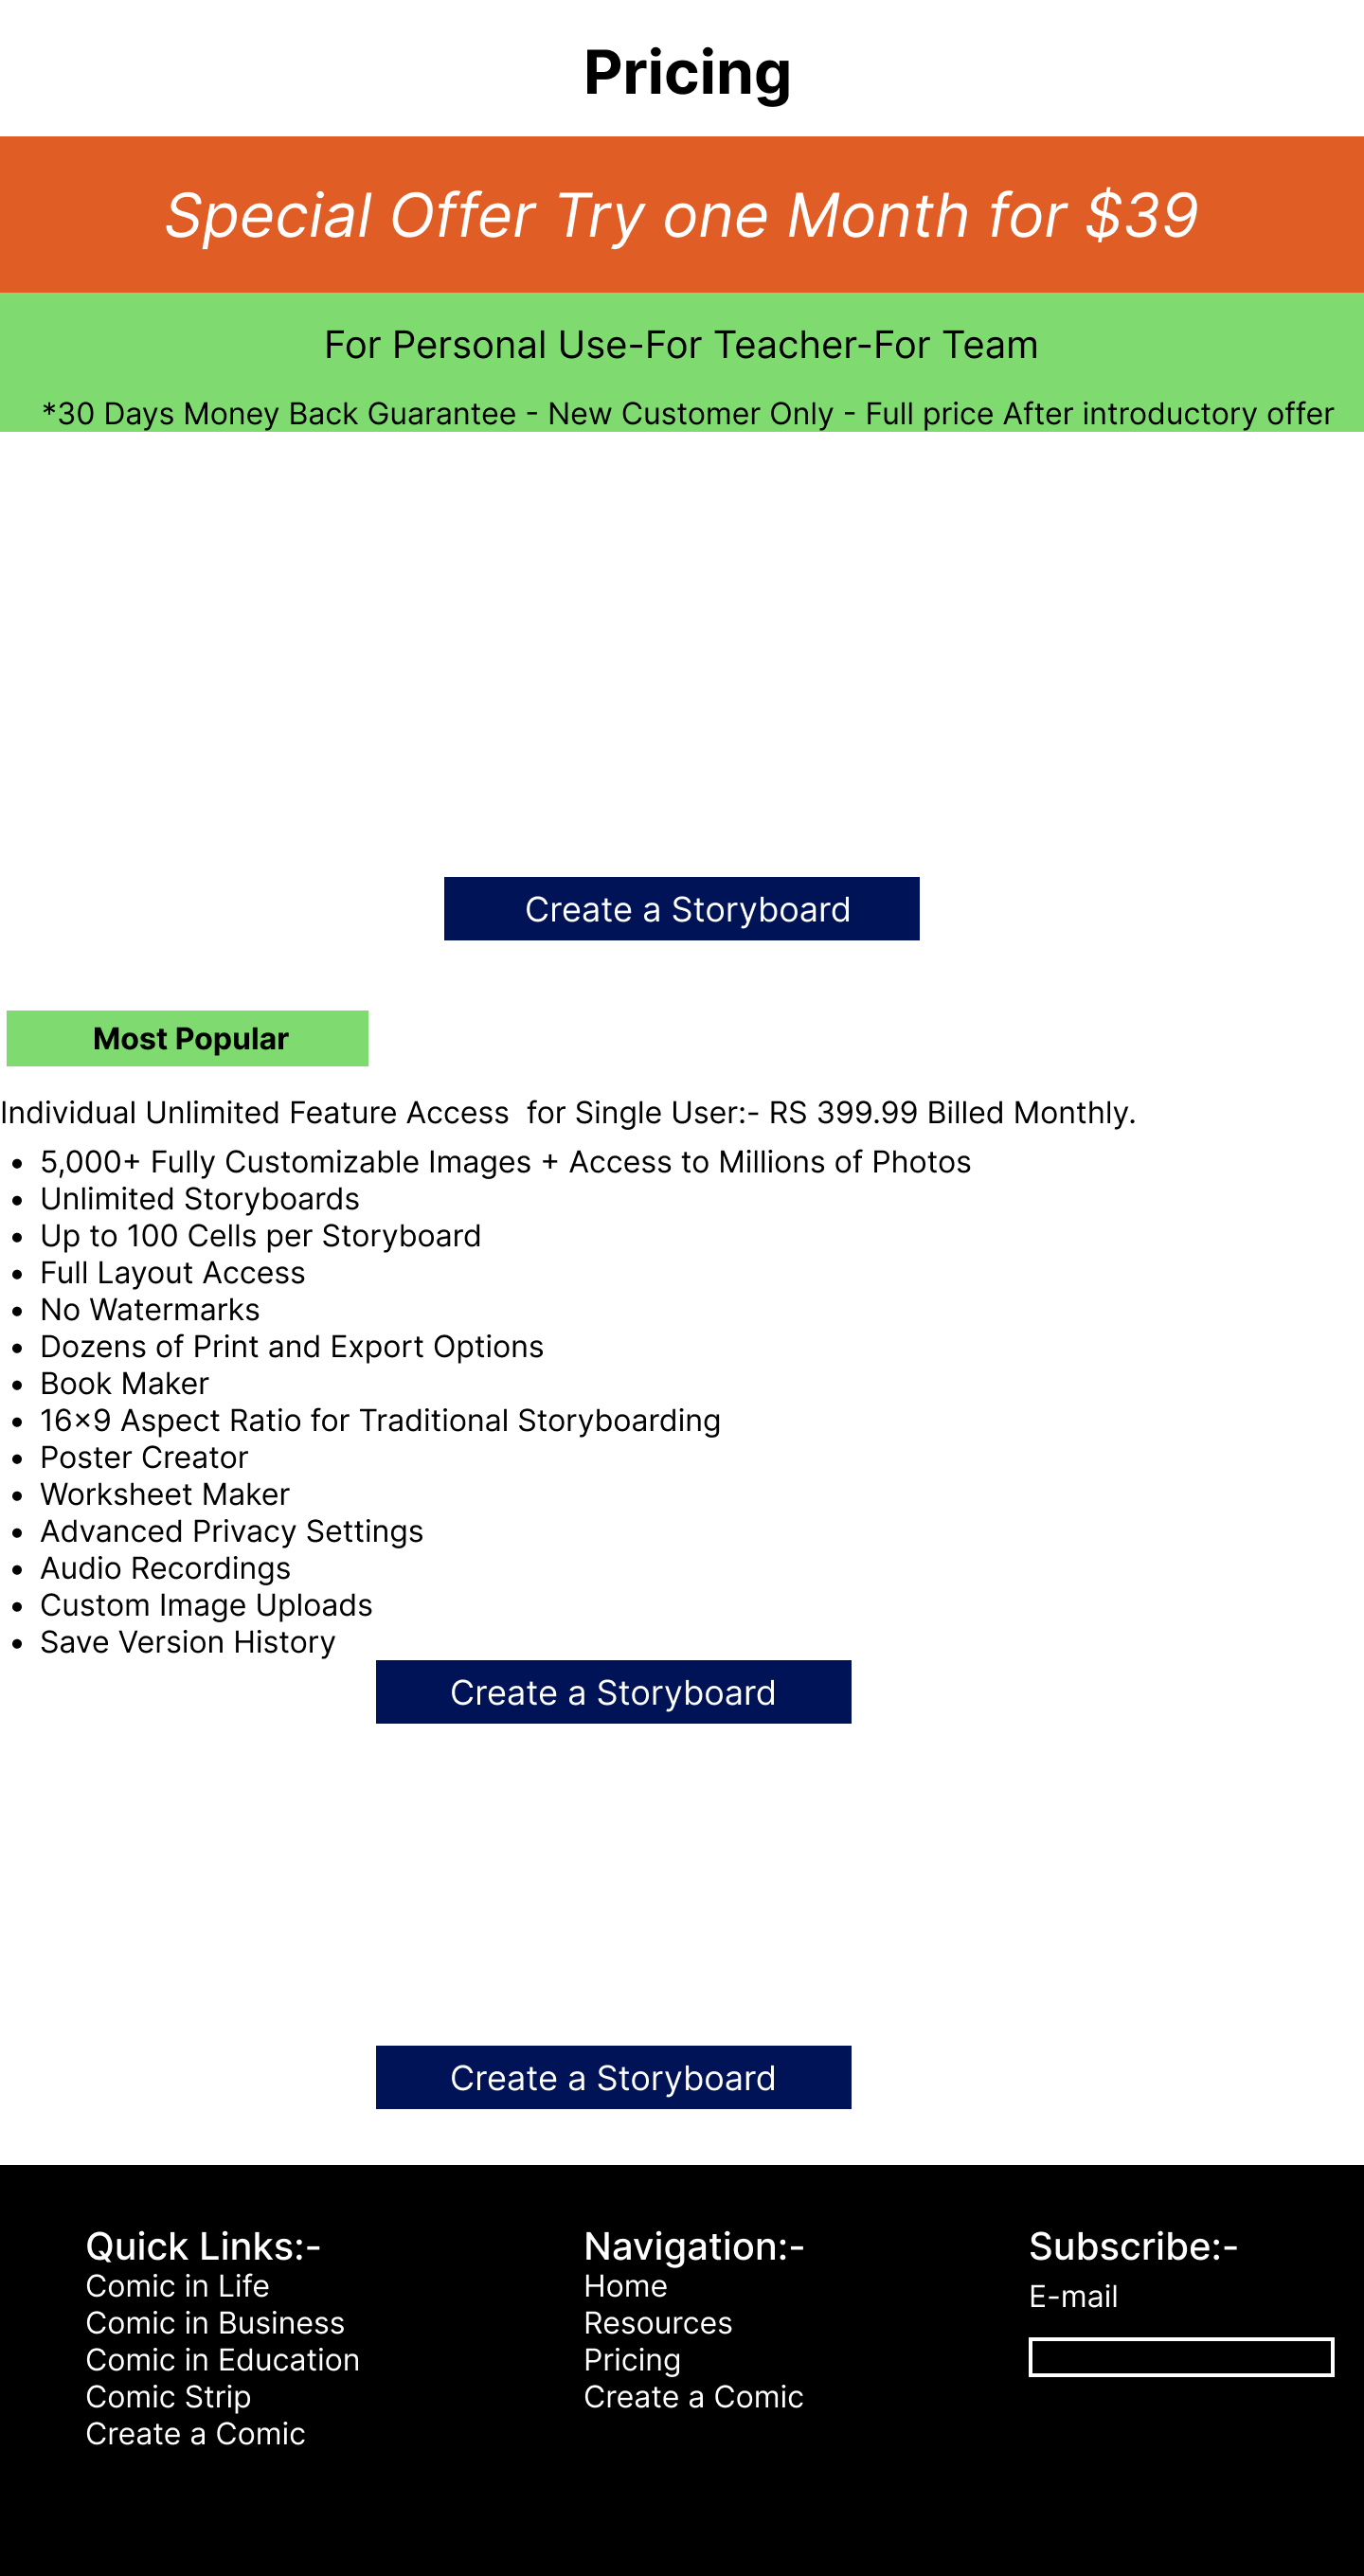 Pricing
Special Offer Try one Month for $39
For Personal Use-For Teacher-For Team
*30 Days Money Back Guarantee - New Customer Only - Full price After introductory offer
Create a Storyboard
Most Popular
Individual Unlimited Feature Access  for Single User:- RS 399.99 Billed Monthly.
• 5,000+ Fully Customizable Images + Access to Millions of Photos
• Unlimited Storyboards
• Up to 100 Cells per Storyboard
• Full Layout Access
• No Watermarks
• Dozens of Print and Export Options
• Book Maker
• 16×9 Aspect Ratio for Traditional Storyboarding
• Poster Creator
• Worksheet Maker
• Advanced Privacy Settings
• Audio Recordings
• Custom Image Uploads
• Save Version History
Create a Storyboard
Create a Storyboard
Quick Links:-
Comic in Life
Comic in Business
Comic in Education
Comic Strip
Create a Comic
Navigation:-
Home
Resources
Pricing
Create a Comic
Subscribe:-
E-mail